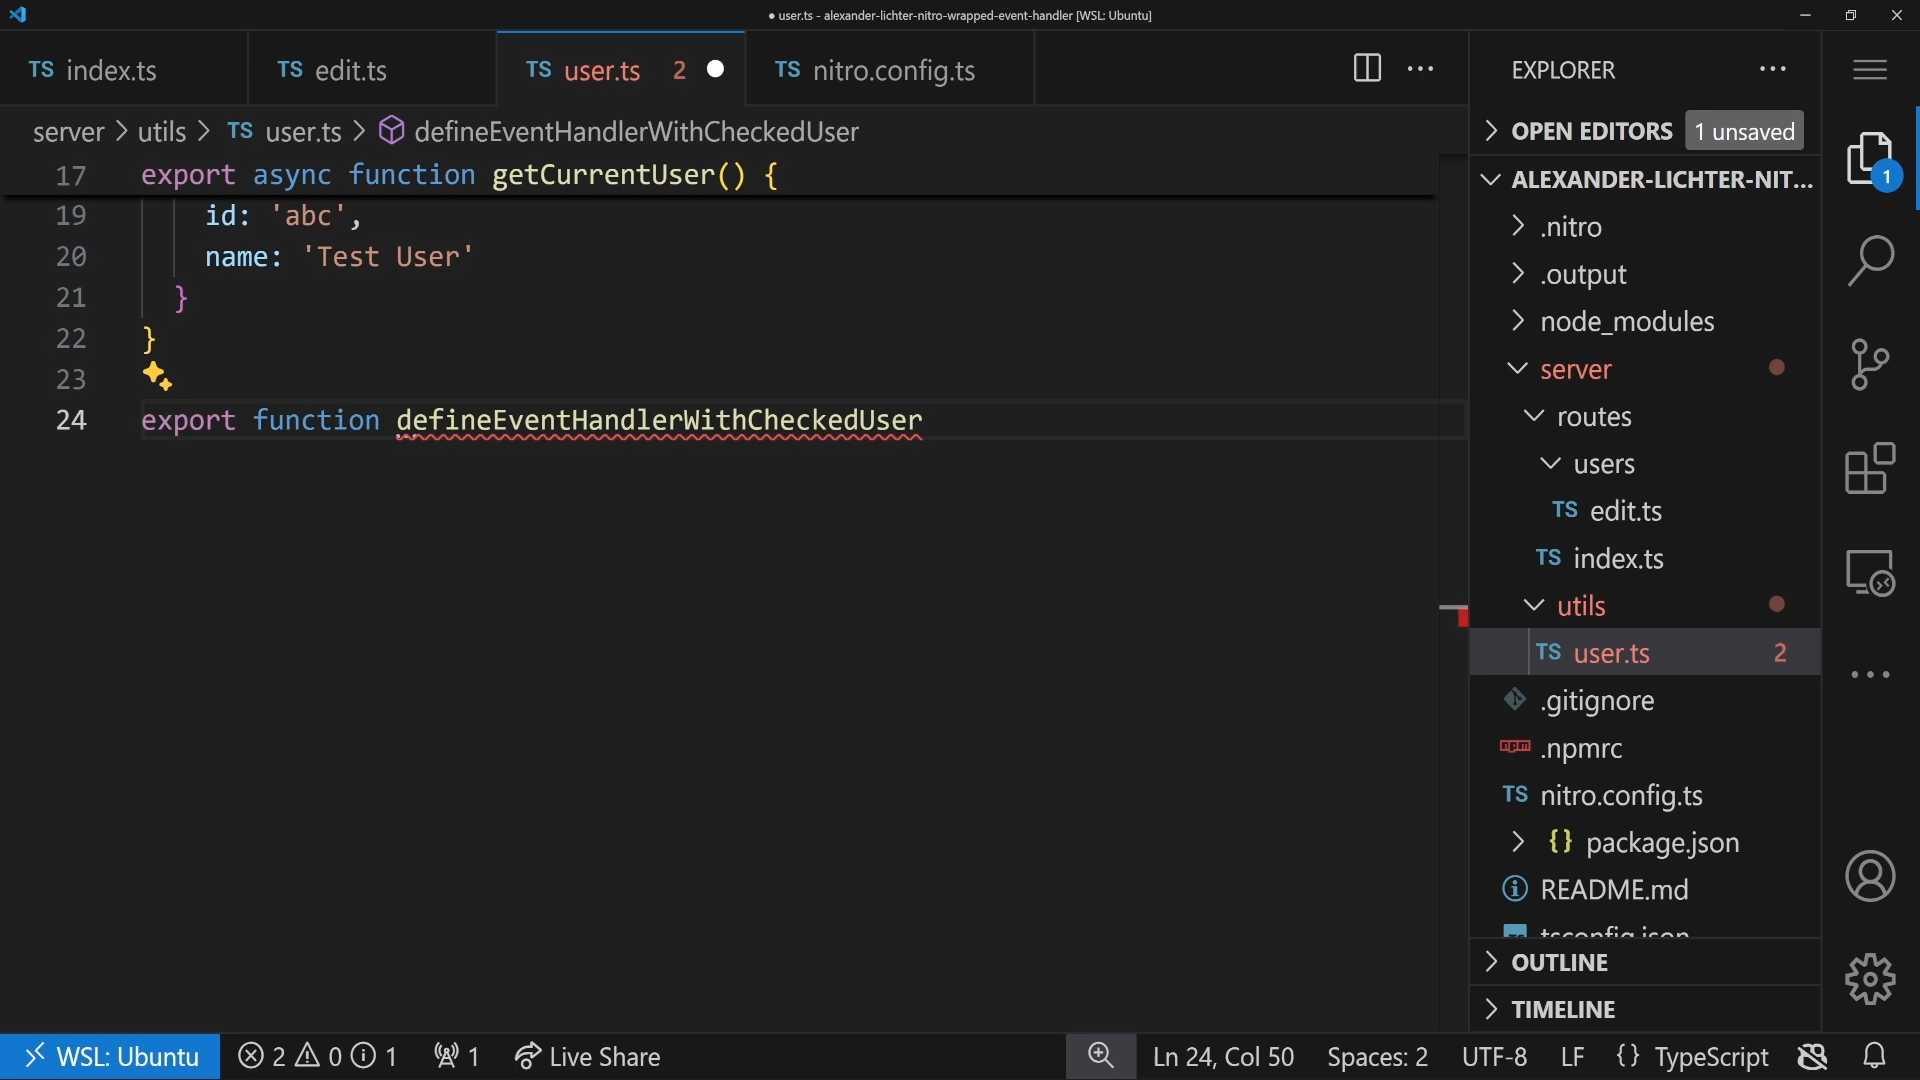 ● user.ts - alexander-lichter-nitro-wrapped-event-handler [WSL: Ubuntu]
TS index.ts
TS edit.ts
TS user.ts 2
TS nitro.config.ts
server > utils > TS user.ts > defineEventHandlerWithCheckedUser
17 export async function getCurrentUser() {
19 id: 'abc',
20 name: 'Test User'
21 }
22 }
23
24 export function defineEventHandlerWithCheckedUser
EXPLORER
OPEN EDITORS 1 unsaved
ALEXANDER-LICHTER-NIT...
.nitro
.output
node_modules
server
routes
users
TS edit.ts
TS index.ts
utils
TS user.ts 2
.gitignore
.npmrc
TS nitro.config.ts
{} package.json
README.md
tsconfig.json
OUTLINE
TIMELINE
1
WSL: Ubuntu
2 0 1
1
Live Share
Ln 24, Col 50
Spaces: 2
UTF-8
LF
{} TypeScript